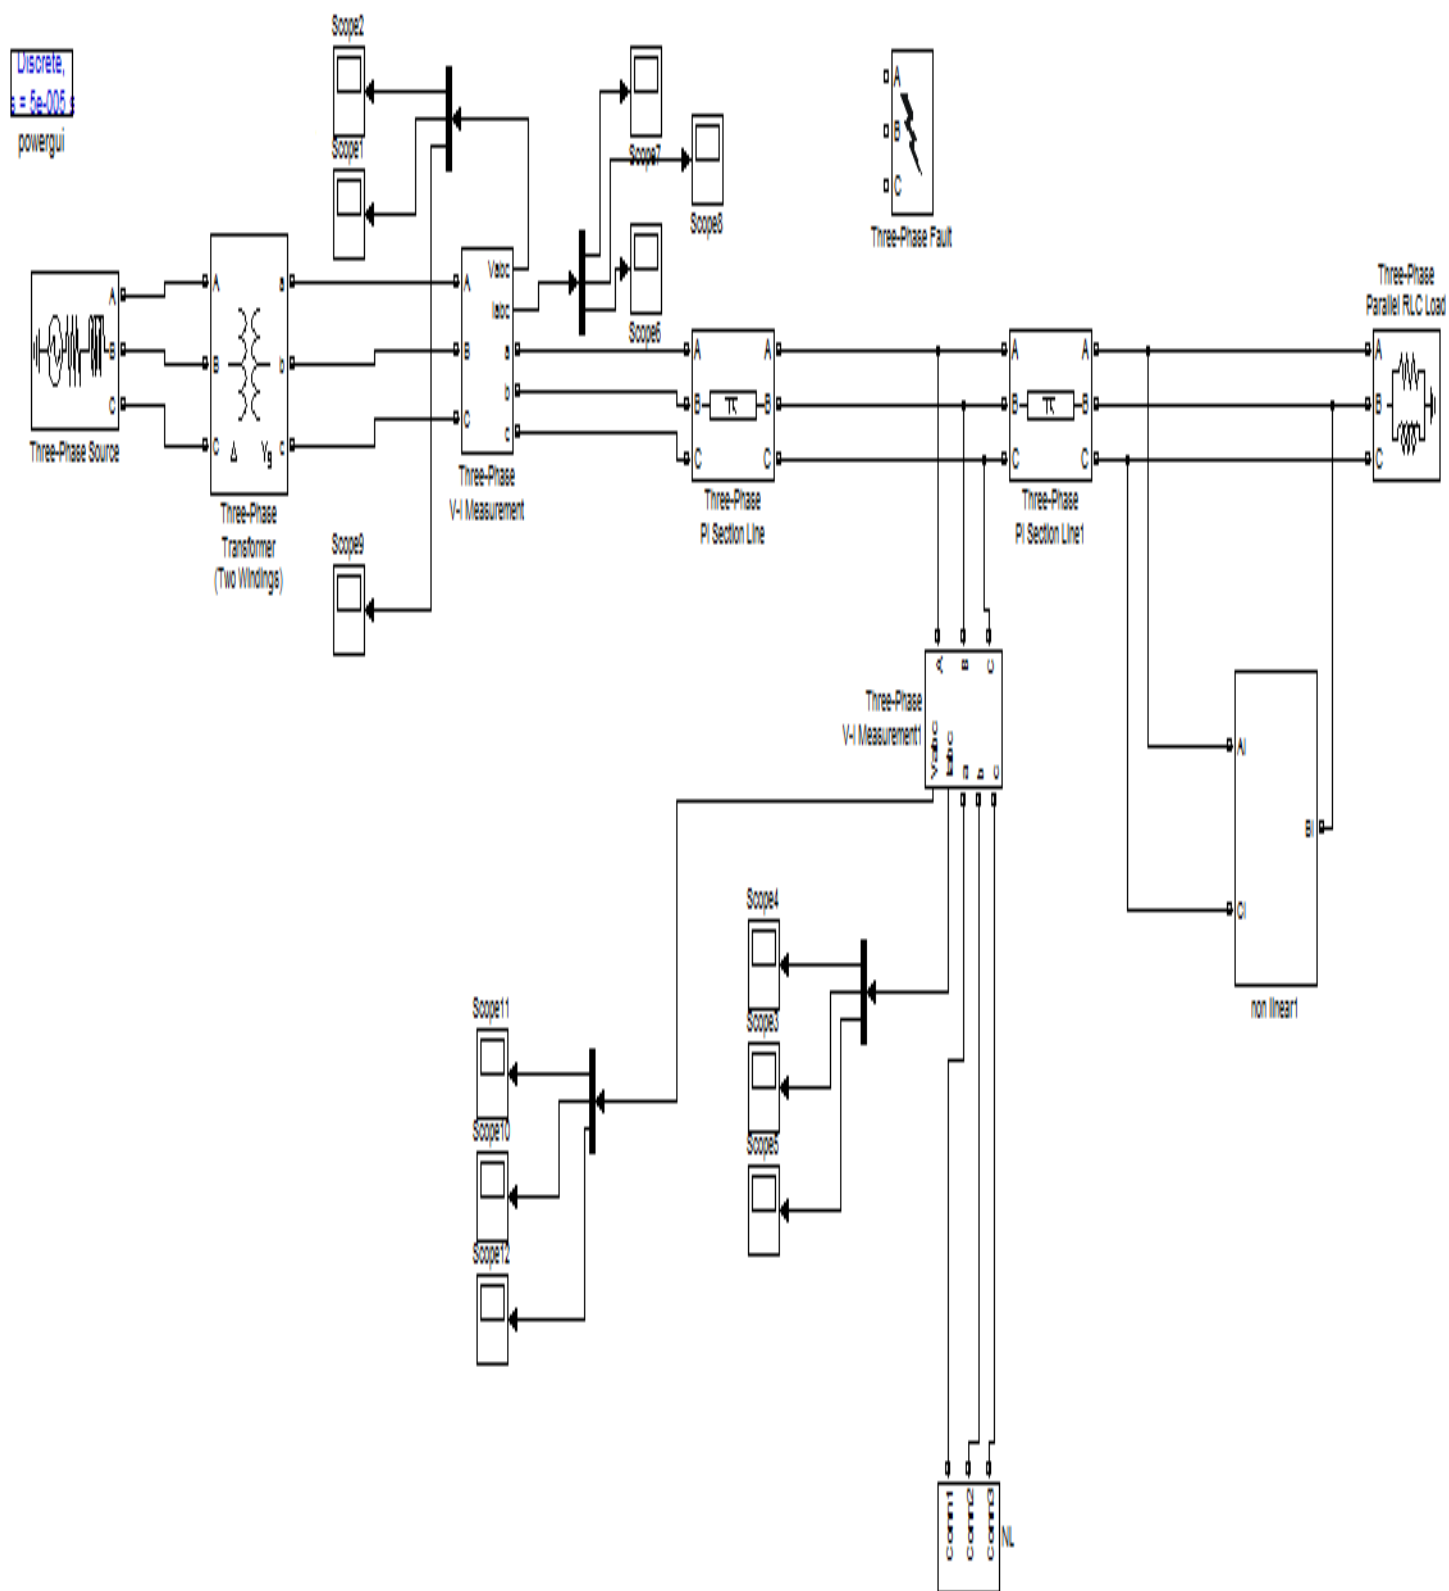 Discrete,
s = 5e-005 s
powergui
Scope2
Scope1
Scope7
Scope8
Scope6
A
B
C
Three-Phase Fault
A
B
C
Three-Phase Source
A
B
C
a
b
c
Δ Yg
Three-Phase
Transformer
(Two Windings)
A
B
C
Vabc
Iabc
a
b
c
Three-Phase
V-I Measurement
A
B
C
A
B
C
Three-Phase
PI Section Line
A
B
C
A
B
C
Three-Phase
PI Section Line1
Three-Phase
Parallel RLC Load
A
B
C
Scope9
A
B
C
Three-Phase
V-I Measurement1
Vabc
Iabc
a
b
c
AI
BI
CI
non linear1
Scope4
Scope3
Scope5
Scope11
Scope10
Scope12
Conn1
Conn2
Conn3
NL